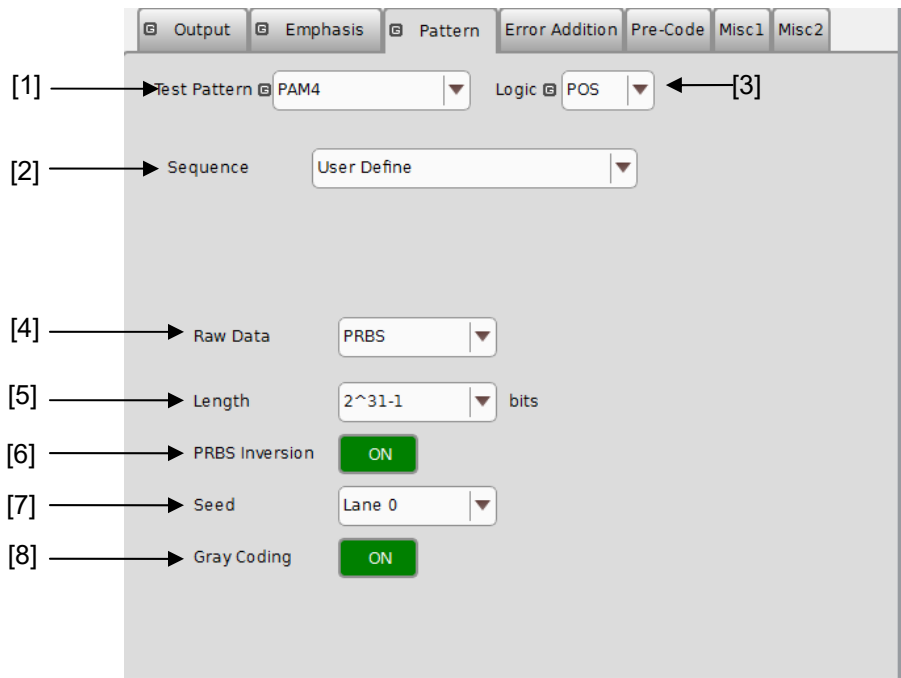 G Output G Emphasis G Pattern Error Addition Pre-Code Misc1 Misc2
[1] Test Pattern G PAM4 Logic G POS [3]
[2] Sequence User Define
[4] Raw Data PRBS
[5] Length 2^31-1 bits
[6] PRBS Inversion ON
[7] Seed Lane 0
[8] Gray Coding ON